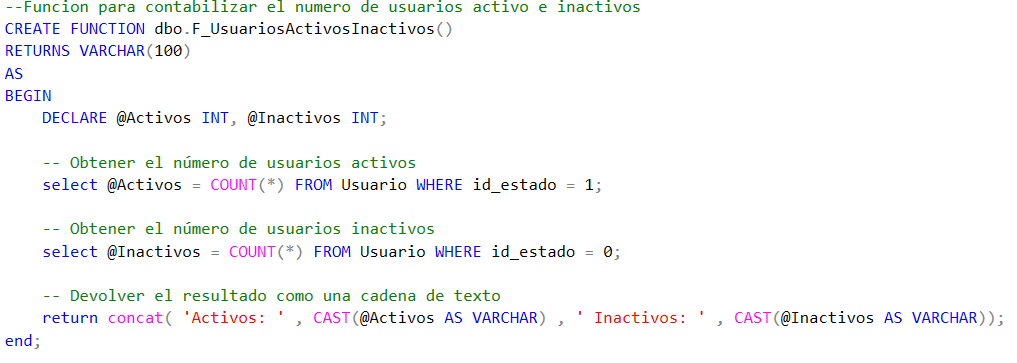 --Funcion para contabilizar el numero de usuarios activo e inactivos
CREATE FUNCTION dbo.F_UsuariosActivosInactivos()
RETURNS VARCHAR(100)
AS
BEGIN
    DECLARE @Activos INT, @Inactivos INT;

    -- Obtener el número de usuarios activos
    select @Activos = COUNT(*) FROM Usuario WHERE id_estado = 1;

    -- Obtener el número de usuarios inactivos
    select @Inactivos = COUNT(*) FROM Usuario WHERE id_estado = 0;

    -- Devolver el resultado como una cadena de texto
    return concat( 'Activos: ' , CAST(@Activos AS VARCHAR) , ' Inactivos: ' , CAST(@Inactivos AS VARCHAR));
end;